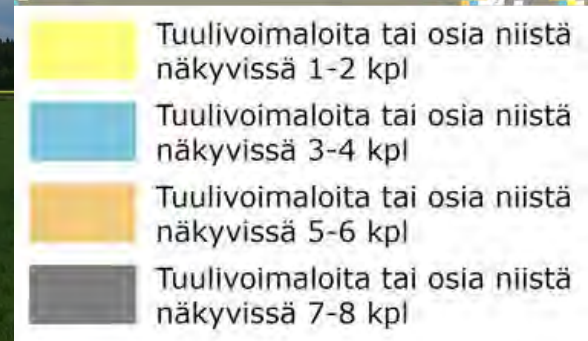 Tuulivoimaloita tai osia niistä
näkyvissä 1-2 kpl
Tuulivoimaloita tai osia niistä
näkyvissä 3-4 kpl
Tuulivoimaloita tai osia niistä
näkyvissä 5-6 kpl
Tuulivoimaloita tai osia niistä
näkyvissä 7-8 kpl